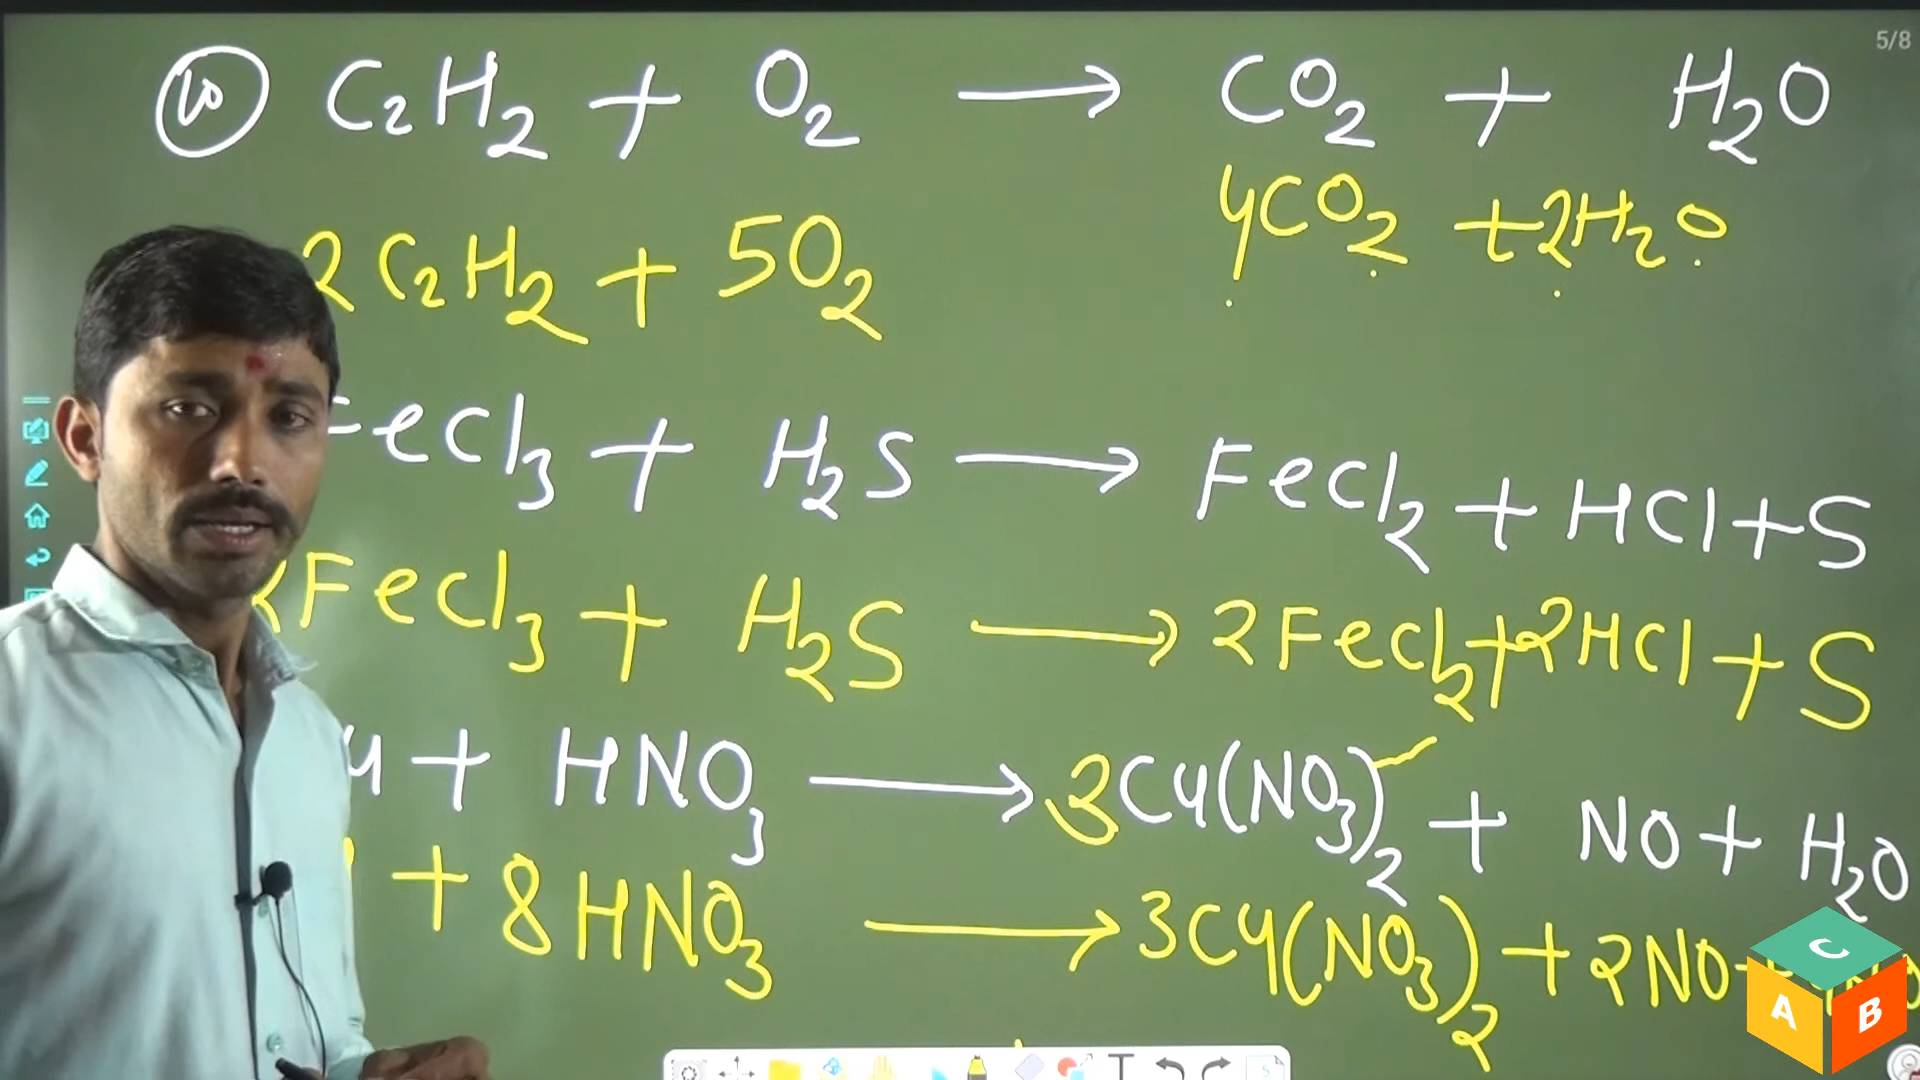 5/8
10 C₂H₂ + O₂ → CO₂ + H₂O
2C₂H₂ + 5O₂ 4CO₂ + 2H₂O
FeCl₃ + H₂S → FeCl₂ + HCl + S
2FeCl₃ + H₂S → 2FeCl₂ + 2HCl + S
u + HNO₃ → 3Cu(NO₃)₂ + NO + H₂O
+ 8HNO₃ → 3Cu(NO₃)₂ + 2NO +
C
A B
T
S